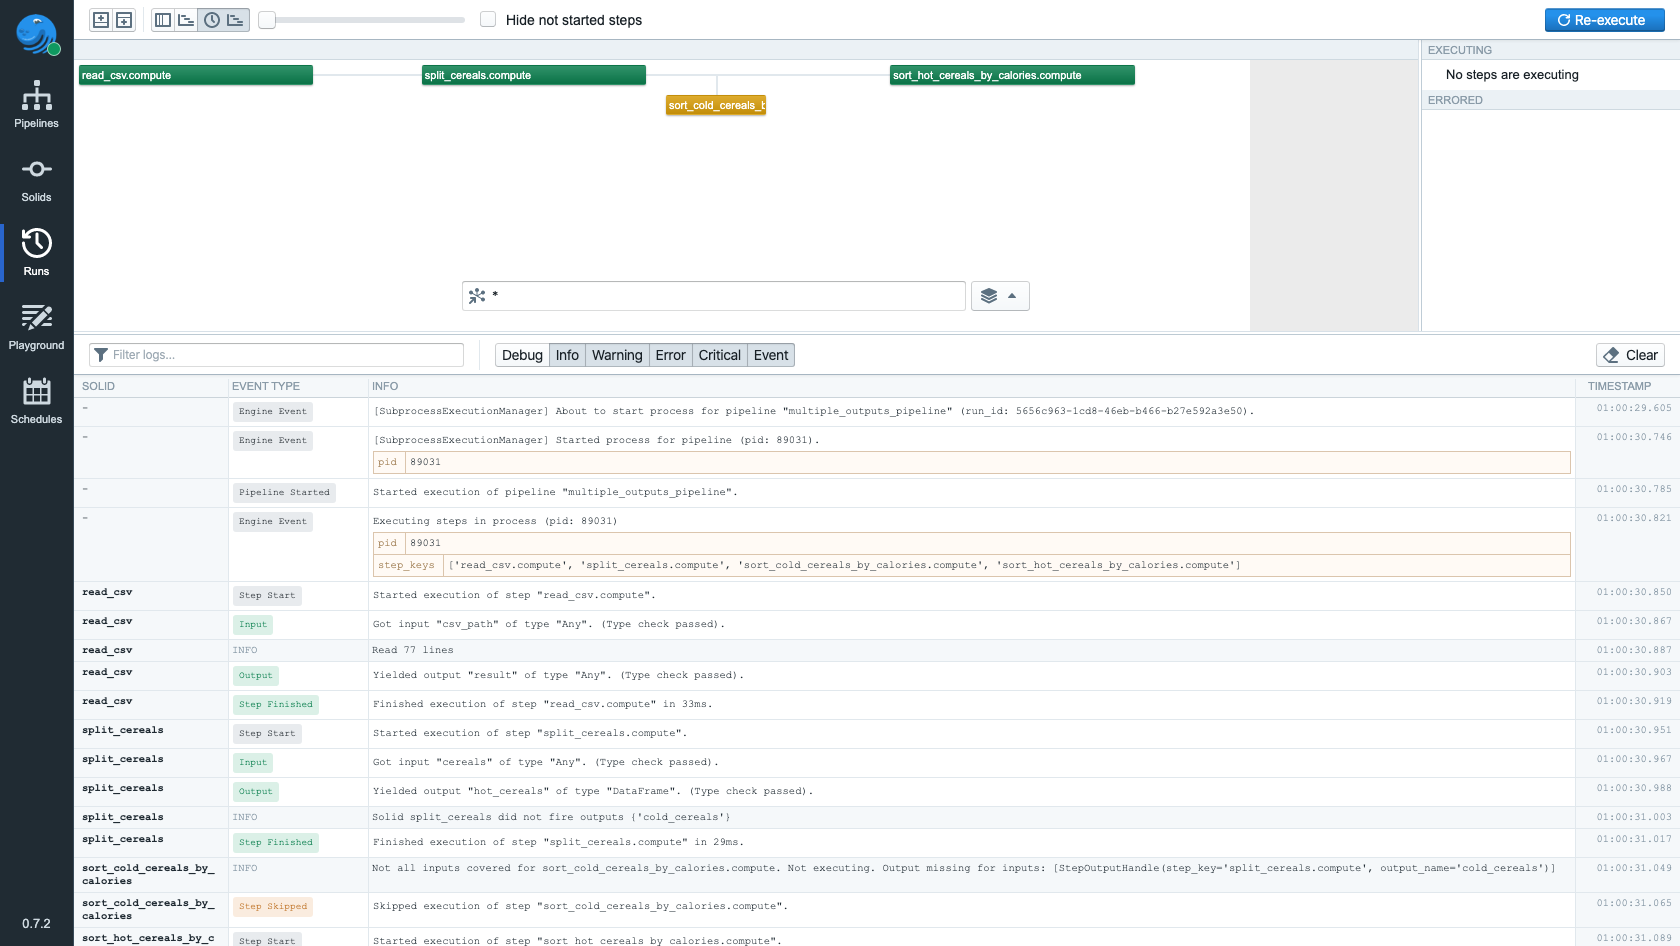 Hide not started steps
Re-execute
Pipelines
Solids
Runs
Playground
Schedules
0.7.2
read_csv.compute
split_cereals.compute
sort_hot_cereals_by_calories.compute
sort_cold_cereals_b
EXECUTING
No steps are executing
ERRORED
*
Filter logs...
Debug Info Warning Error Critical Event
Clear
SOLID EVENT TYPE INFO TIMESTAMP
- Engine Event [SubprocessExecutionManager] About to start process for pipeline "multiple_outputs_pipeline" (run_id: 5656c963-1cd8-46eb-b466-b27e592a3e50). 01:00:29.605
- Engine Event [SubprocessExecutionManager] Started process for pipeline (pid: 89031). 01:00:30.746
pid 89031
- Pipeline Started Started execution of pipeline "multiple_outputs_pipeline". 01:00:30.785
- Engine Event Executing steps in process (pid: 89031) 01:00:30.821
pid 89031
step_keys ['read_csv.compute', 'split_cereals.compute', 'sort_cold_cereals_by_calories.compute', 'sort_hot_cereals_by_calories.compute']
read_csv Step Start Started execution of step "read_csv.compute". 01:00:30.850
read_csv Input Got input "csv_path" of type "Any". (Type check passed). 01:00:30.867
read_csv INFO Read 77 lines 01:00:30.887
read_csv Output Yielded output "result" of type "Any". (Type check passed). 01:00:30.903
read_csv Step Finished Finished execution of step "read_csv.compute" in 33ms. 01:00:30.919
split_cereals Step Start Started execution of step "split_cereals.compute". 01:00:30.951
split_cereals Input Got input "cereals" of type "Any". (Type check passed). 01:00:30.967
split_cereals Output Yielded output "hot_cereals" of type "DataFrame". (Type check passed). 01:00:30.988
split_cereals INFO Solid split_cereals did not fire outputs {'cold_cereals'} 01:00:31.003
split_cereals Step Finished Finished execution of step "split_cereals.compute" in 29ms. 01:00:31.017
sort_cold_cereals_by_ INFO Not all inputs covered for sort_cold_cereals_by_calories.compute. Not executing. Output missing for inputs: [StepOutputHandle(step_key='split_cereals.compute', output_name='cold_cereals')] 01:00:31.049
calories
sort_cold_cereals_by_ Step Skipped Skipped execution of step "sort_cold_cereals_by_calories.compute". 01:00:31.065
calories
sort_hot_cereals_by_c Step Start Started execution of step "sort_hot_cereals_by_calories.compute". 01:00:31.089